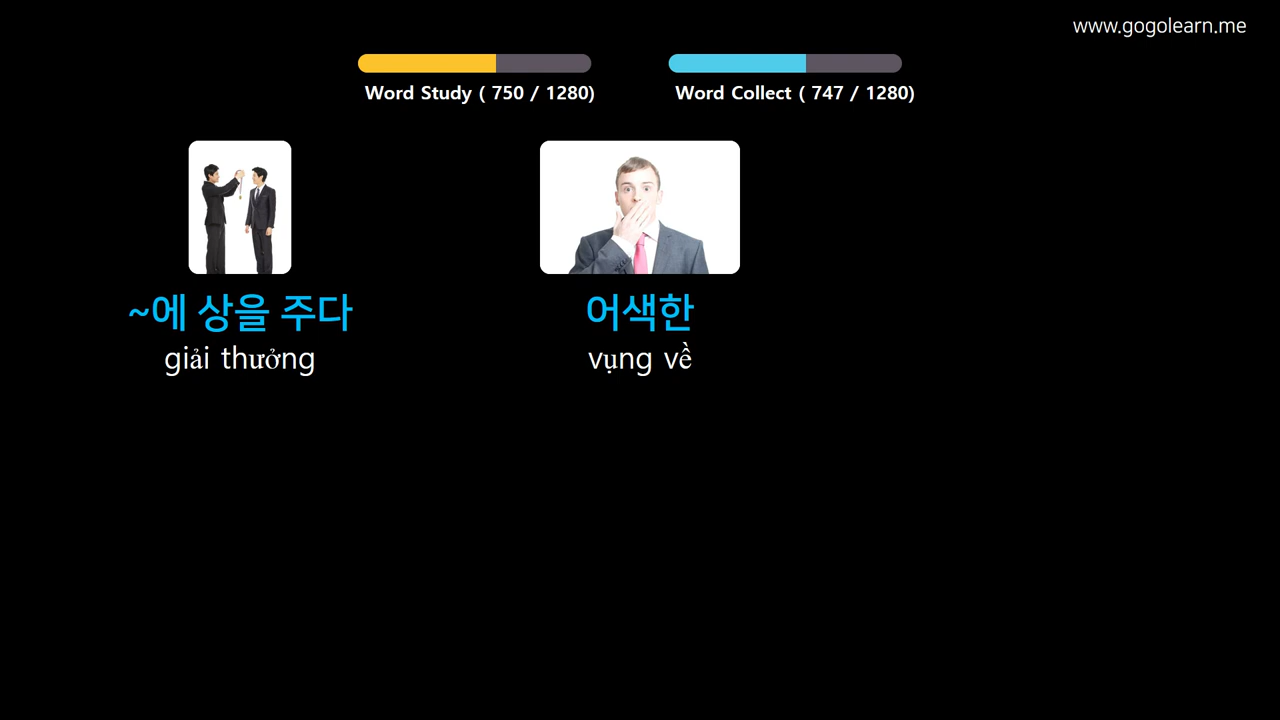 www.gogolearn.me
Word Study ( 750 / 1280)
Word Collect ( 747 / 1280)
~에 상을 주다
giải thưởng
어색한
vụng về